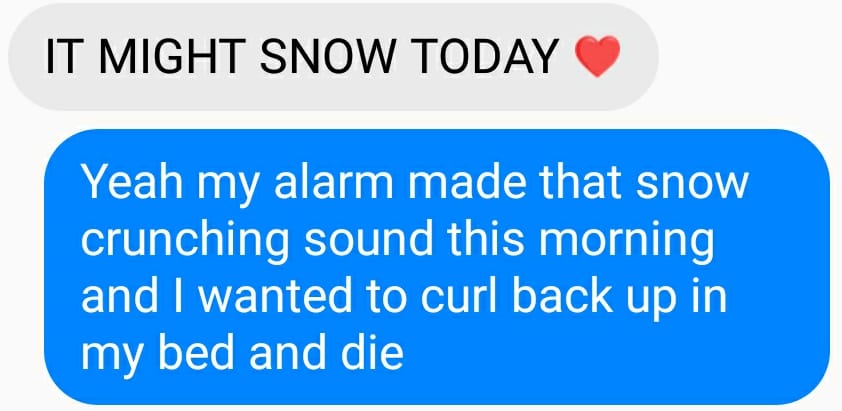 IT MIGHT SNOW TODAY ❤️
Yeah my alarm made that snow
crunching sound this morning
and I wanted to curl back up in
my bed and die